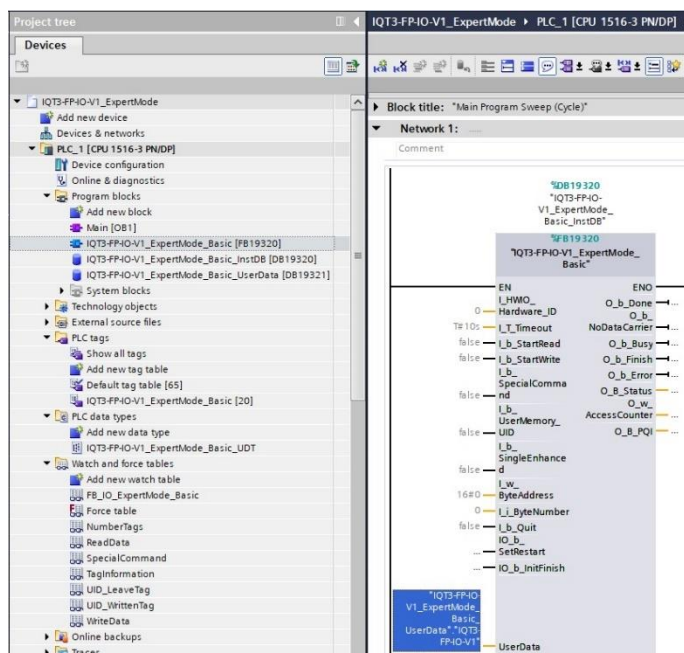 Project tree
Devices
IQT3-FP-IO-V1_ExpertMode
Add new device
Devices & networks
PLC_1 [CPU 1516-3 PN/DP]
Device configuration
Online & diagnostics
Program blocks
Add new block
Main [OB1]
IQT3-FP-IO-V1_ExpertMode_Basic [FB19320]
IQT3-FP-IO-V1_ExpertMode_Basic_InstDB [DB19320]
IQT3-FP-IO-V1_ExpertMode_Basic_UserData [DB19321]
System blocks
Technology objects
External source files
PLC tags
Show all tags
Add new tag table
Default tag table [65]
IQT3-FP-IO-V1_ExpertMode_Basic [20]
PLC data types
Add new data type
IQT3-FP-IO-V1_ExpertMode_Basic_UDT
Watch and force tables
Add new watch table
FB_IO_ExpertMode_Basic
Force table
NumberTags
ReadData
SpecialCommand
TagInformation
UID_LeaveTag
UID_WrittenTag
WriteData
Online backups
Traces
IQT3-FP-IO-V1_ExpertMode ▸ PLC_1 [CPU 1516-3 PN/DP]
Block title: "Main Program Sweep (Cycle)"
Network 1: ....
Comment
%DB19320
"IQT3-FP-IO-
V1_ExpertMode_
Basic_InstDB"
%FB19320
"IQT3-FP-IO-V1_ExpertMode_
Basic"
EN ENO
I_HWIO_
0 Hardware_ID
T#10s I_T_Timeout
false I_b_StartRead
false I_b_StartWrite
I_b_
SpecialComma
false nd
I_b_
UserMemory_
false UID
I_b_
SingleEnhance
false d
I_w_
16#0 ByteAddress
0 I_i_ByteNumber
false I_b_Quit
IO_b_
... SetRestart
... IO_b_InitFinish
"IQT3-FP-IO-
V1_ExpertMode_
Basic_
UserData"."IQT3-
FP-IO-V1" UserData
O_b_Done
O_b_
NoDataCarrier
O_b_Busy
O_b_Finish
O_b_Error
O_B_Status
O_w_
AccessCounter
O_B_PQI